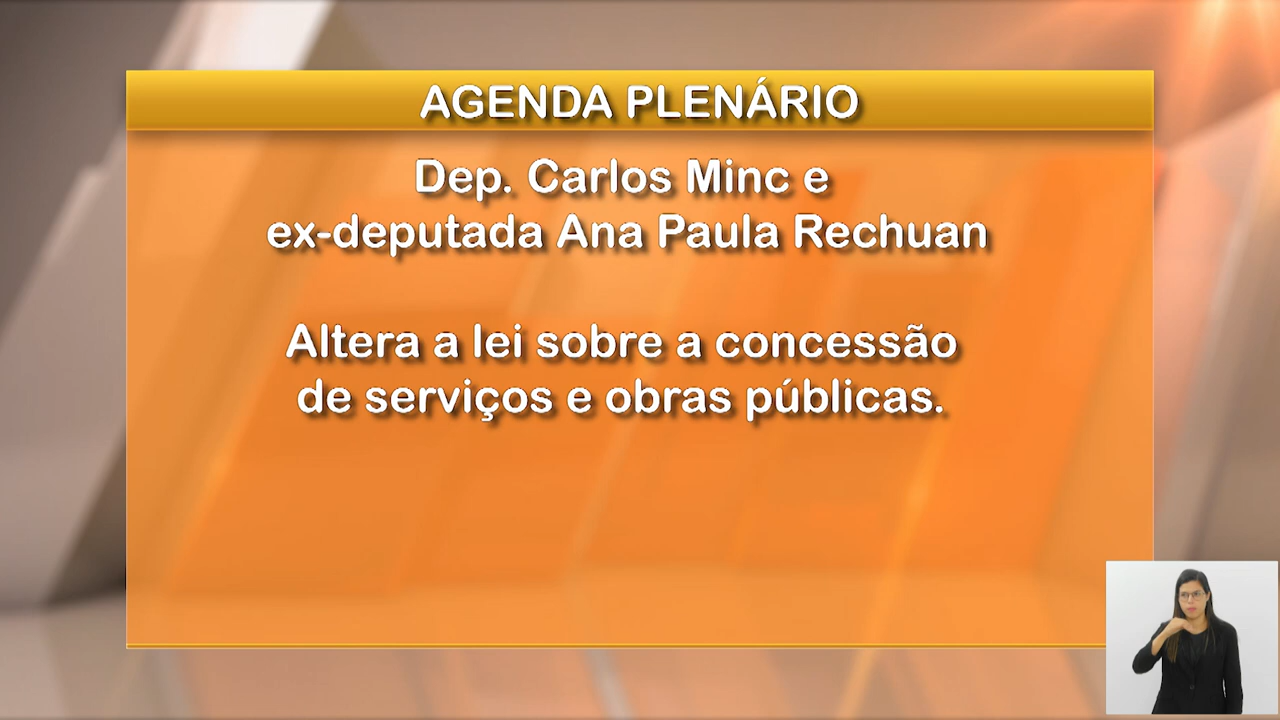 AGENDA PLENÁRIO
Dep. Carlos Minc e
ex-deputada Ana Paula Rechuan
Altera a lei sobre a concessão
de serviços e obras públicas.